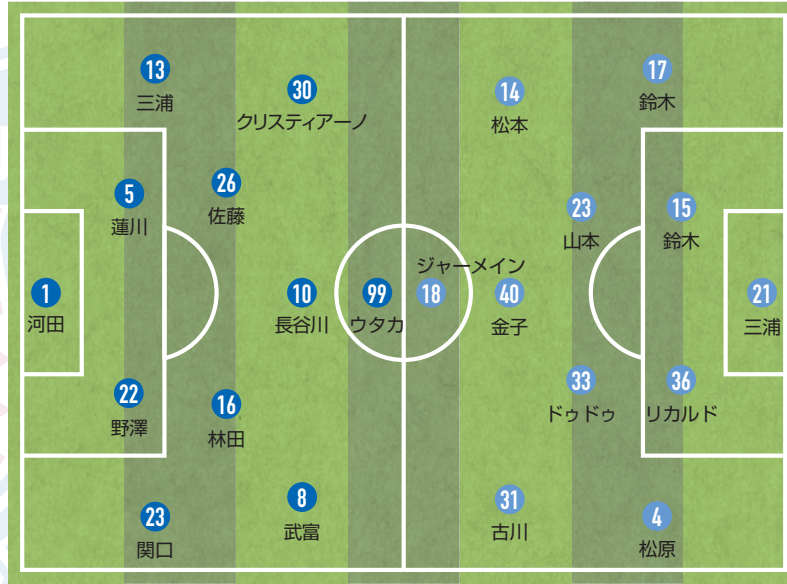 13
三浦
30
クリスティアーノ
14
松本
17
鈴木
5
蓮川
26
佐藤
23
山本
15
鈴木
1
河田
10
長谷川
99
ウタカ
ジャーメイン
18
40
金子
21
三浦
22
野澤
16
林田
33
ドゥドゥ
36
リカルド
23
関口
8
武富
31
古川
4
松原